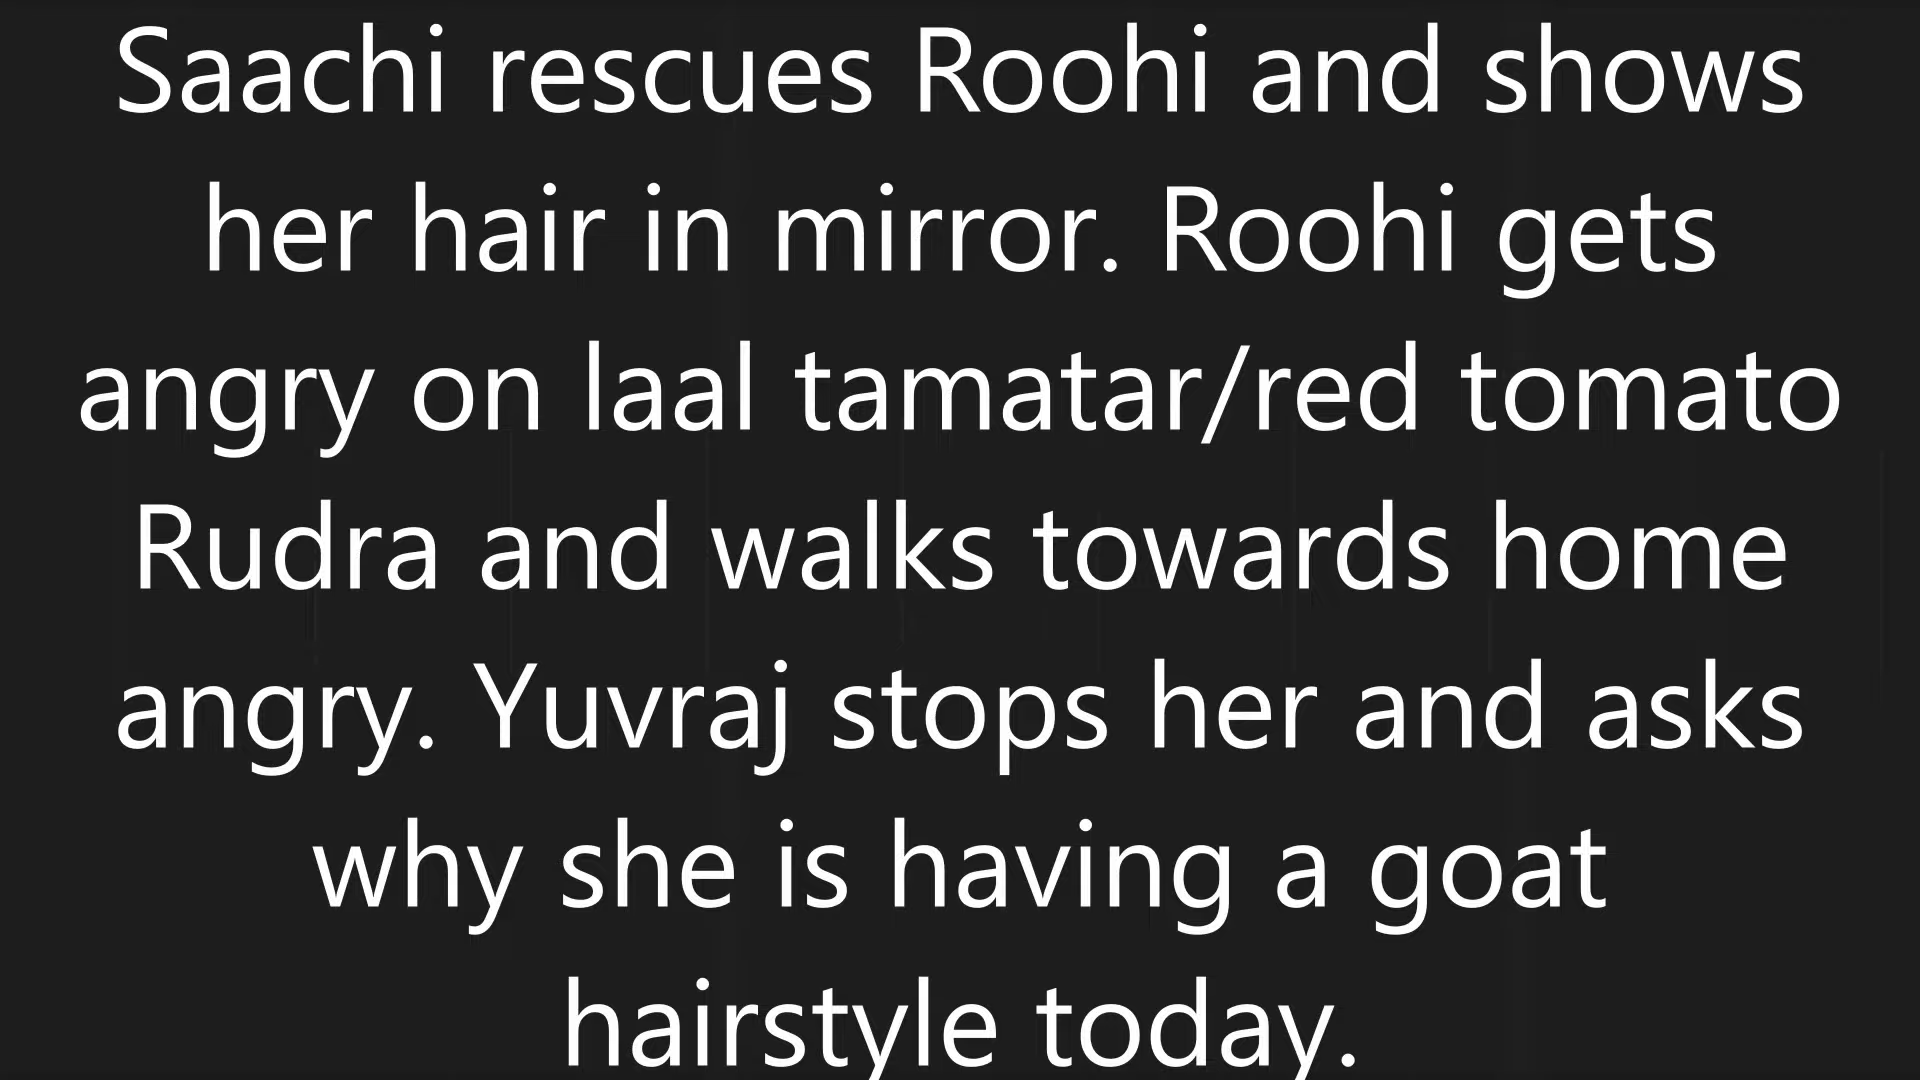 Saachi rescues Roohi and shows
her hair in mirror. Roohi gets
angry on laal tamatar/red tomato
Rudra and walks towards home
angry. Yuvraj stops her and asks
why she is having a goat
hairstyle today.